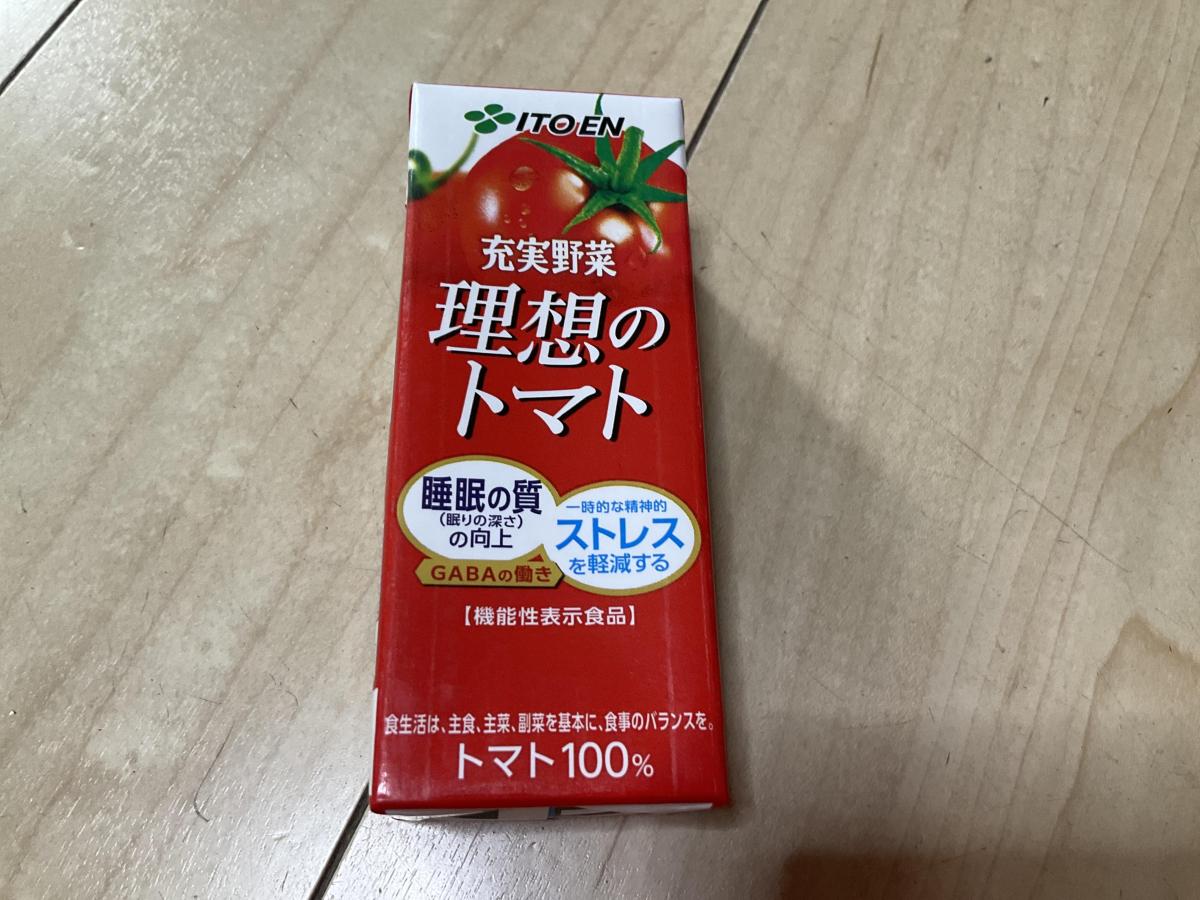 ITO EN
充実野菜
理想の
トマト
睡眠の質
(眠りの深さ)
の向上
一時的な精神的
ストレス
を軽減する
GABAの働き
【機能性表示食品】
食生活は、主食、主菜、副菜を基本に、食事のバランスを。
トマト100%